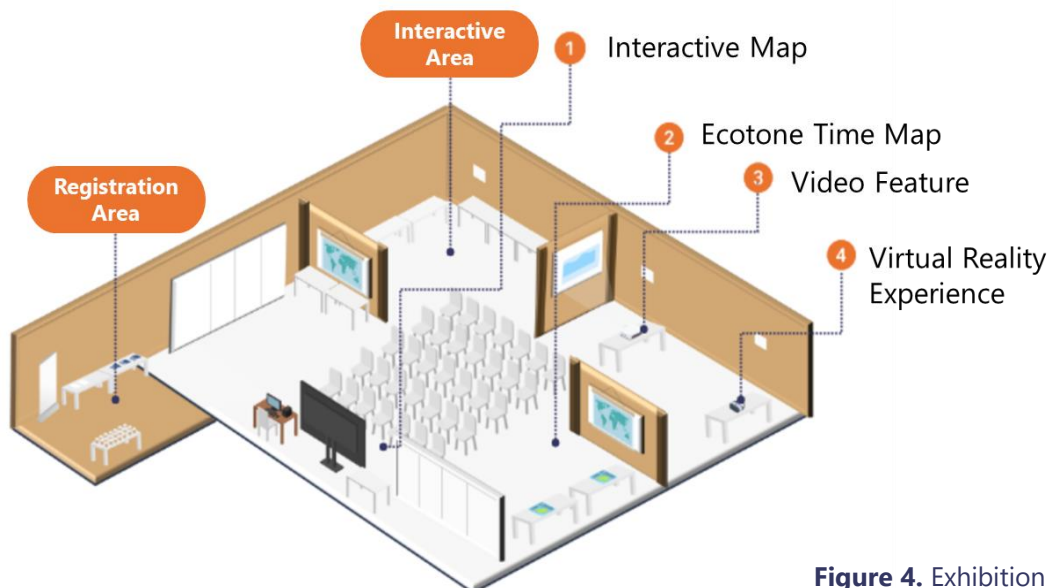 Interactive
Area
1 Interactive Map
2 Ecotone Time Map
3 Video Feature
Registration
Area
4 Virtual Reality
Experience
Figure 4. Exhibition